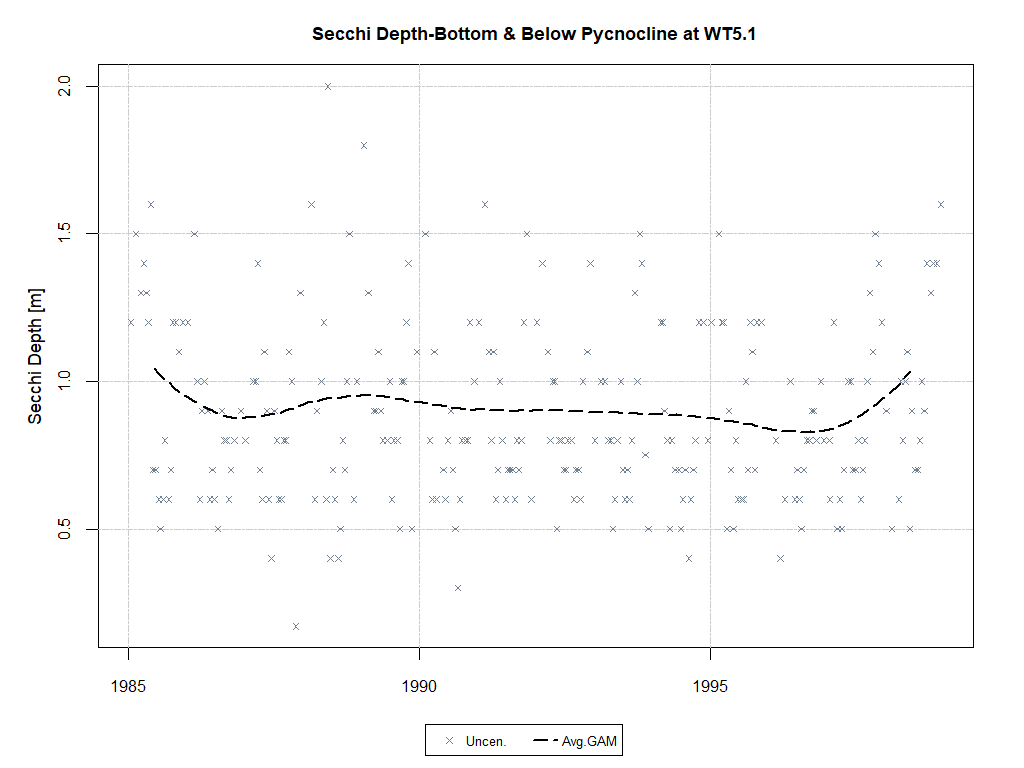 Secchi Depth-Bottom & Below Pycnocline at WT5.1
Secchi Depth [m]
2.0
1.5
1.0
0.5
1985 1990 1995
Uncen. Avg.GAM